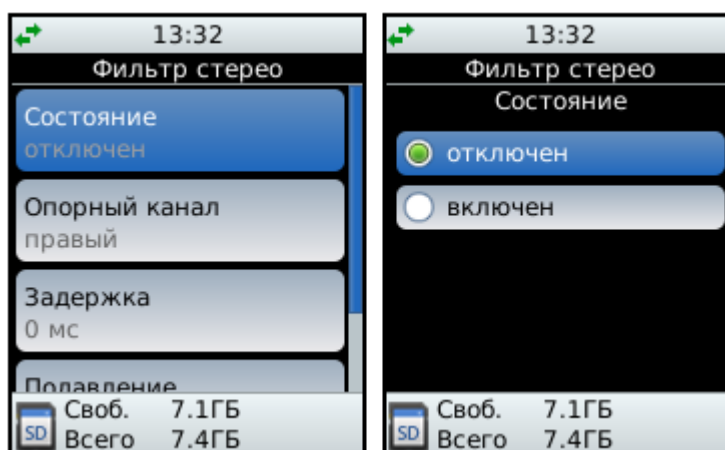 13:32
Фильтр стерео
Состояние
отключен
Опорный канал
правый
Задержка
0 мс
Подавление
SD
Своб. 7.1ГБ
Всего 7.4ГБ
13:32
Фильтр стерео
Состояние
отключен
включен
SD
Своб. 7.1ГБ
Всего 7.4ГБ